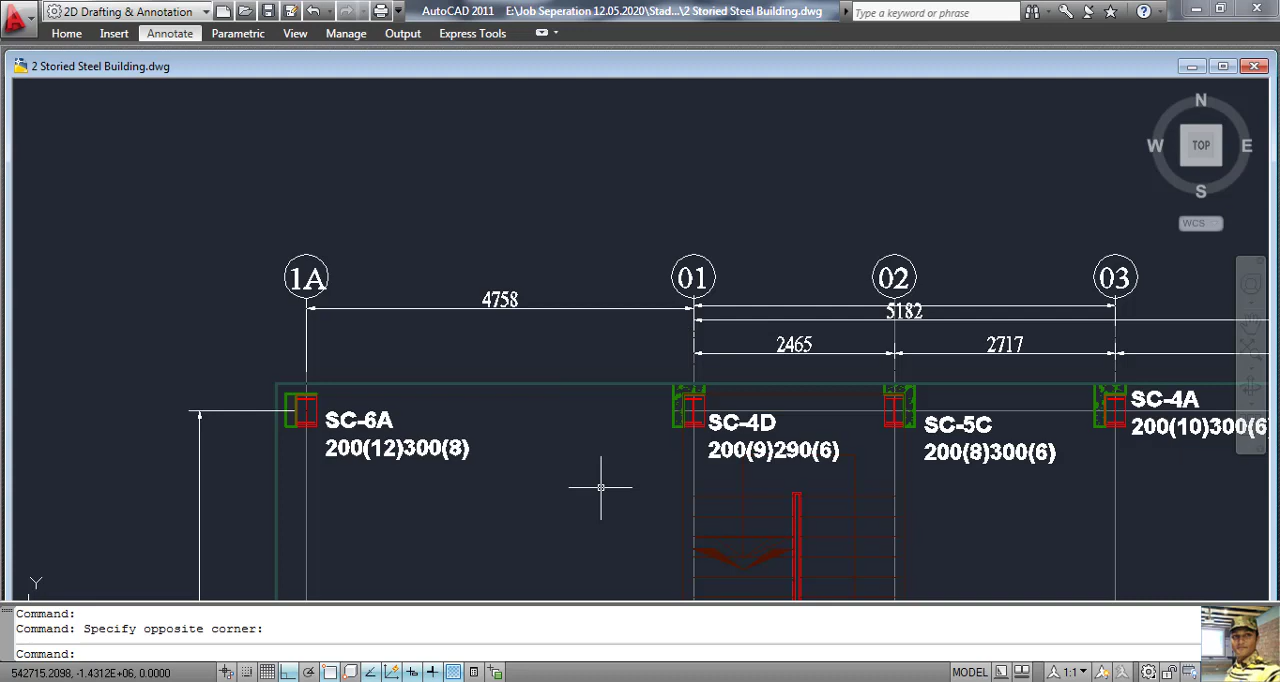 2D Drafting & Annotation
AutoCAD 2011 E:\Job Seperation 12.05.2020\Stad...\2 Storied Steel Building.dwg
Type a keyword or phrase
Home Insert Annotate Parametric View Manage Output Express Tools
2 Storied Steel Building.dwg
N
W TOP E
S
WCS
1A 01 02 03
4758
5182
2465 2717
SC-6A
200(12)300(8)
SC-4D
200(9)290(6)
SC-5C
200(8)300(6)
SC-4A
200(10)300(6
Y
Command:
Command: Specify opposite corner:
Command:
542715.2098, -1.4312E+06, 0.0000
MODEL
1:1